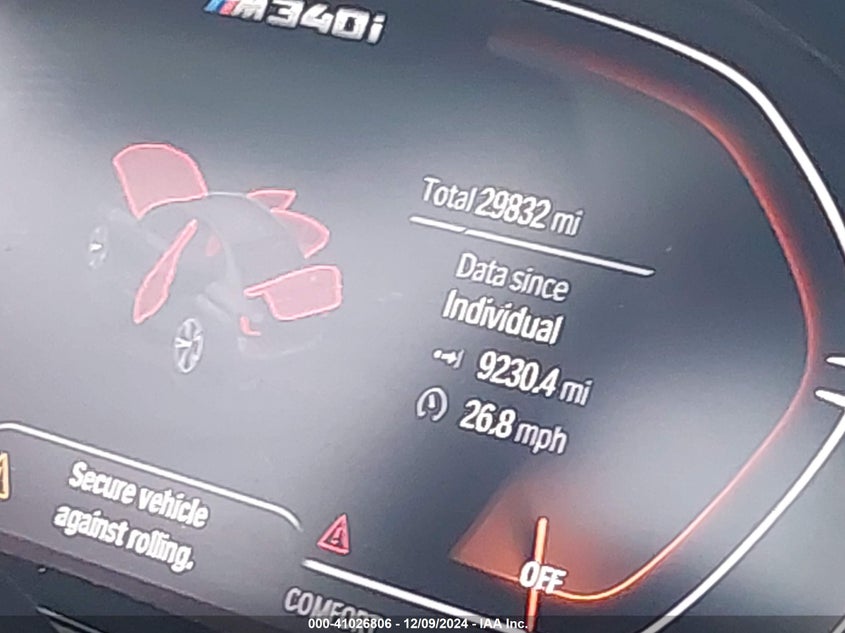 M340i
Total 29832 mi
Data since
Individual
9230.4 mi
26.8 mph
Secure vehicle
against rolling.
OFF
COMFORT
000-41026806 - 12/09/2024 - IAA Inc.